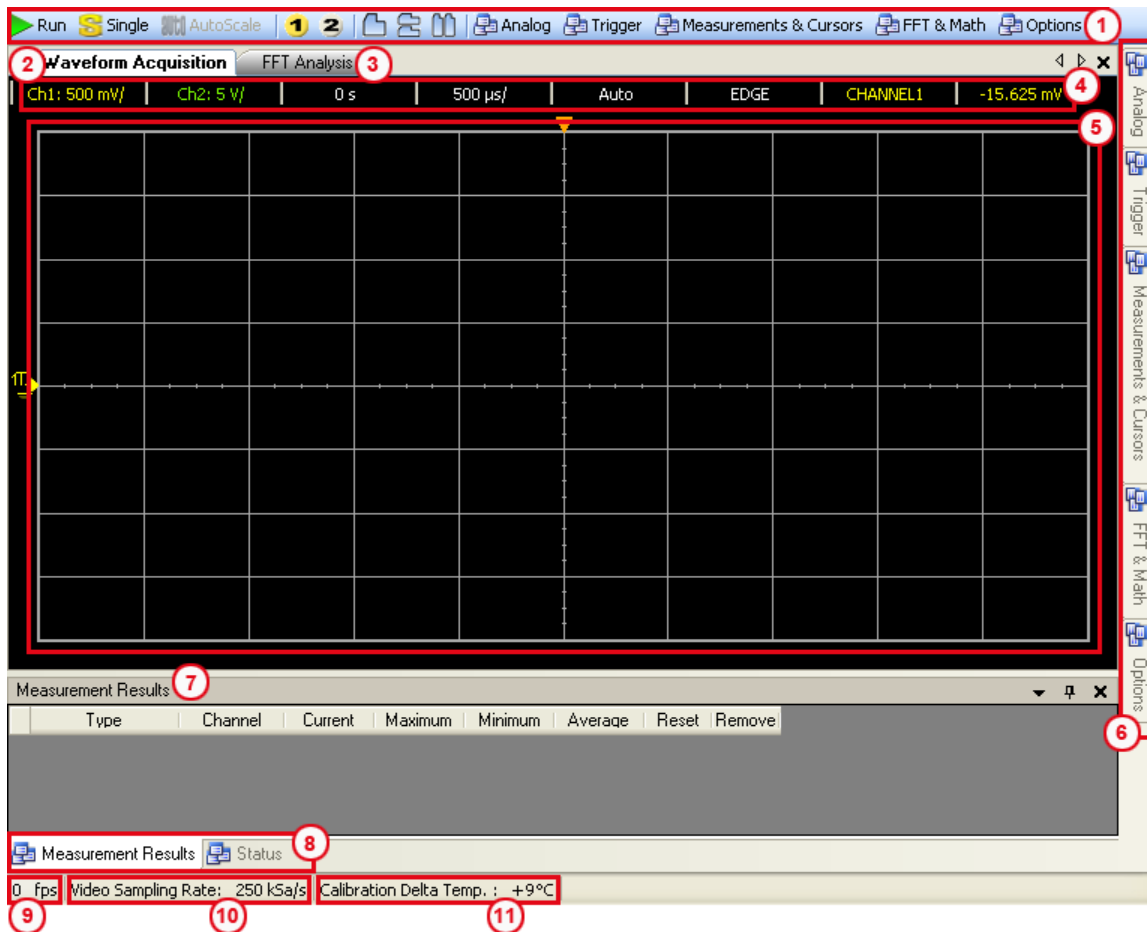 Run Single AutoScale 1 2 Analog Trigger Measurements & Cursors FFT & Math Options 1
2 Waveform Acquisition FFT Analysis 3
Ch1: 500 mV/ Ch2: 5 V/ 0 s 500 µs/ Auto EDGE CHANNEL1 -15.625 mV 4
5
Analog
Trigger
Measurements & Cursors
FFT & Math
Options
6
Measurement Results 7
Type Channel Current Maximum Minimum Average Reset Remove
Measurement Results Status 8
0 fps Video Sampling Rate: 250 kSa/s Calibration Delta Temp. : +9°C
9 10 11